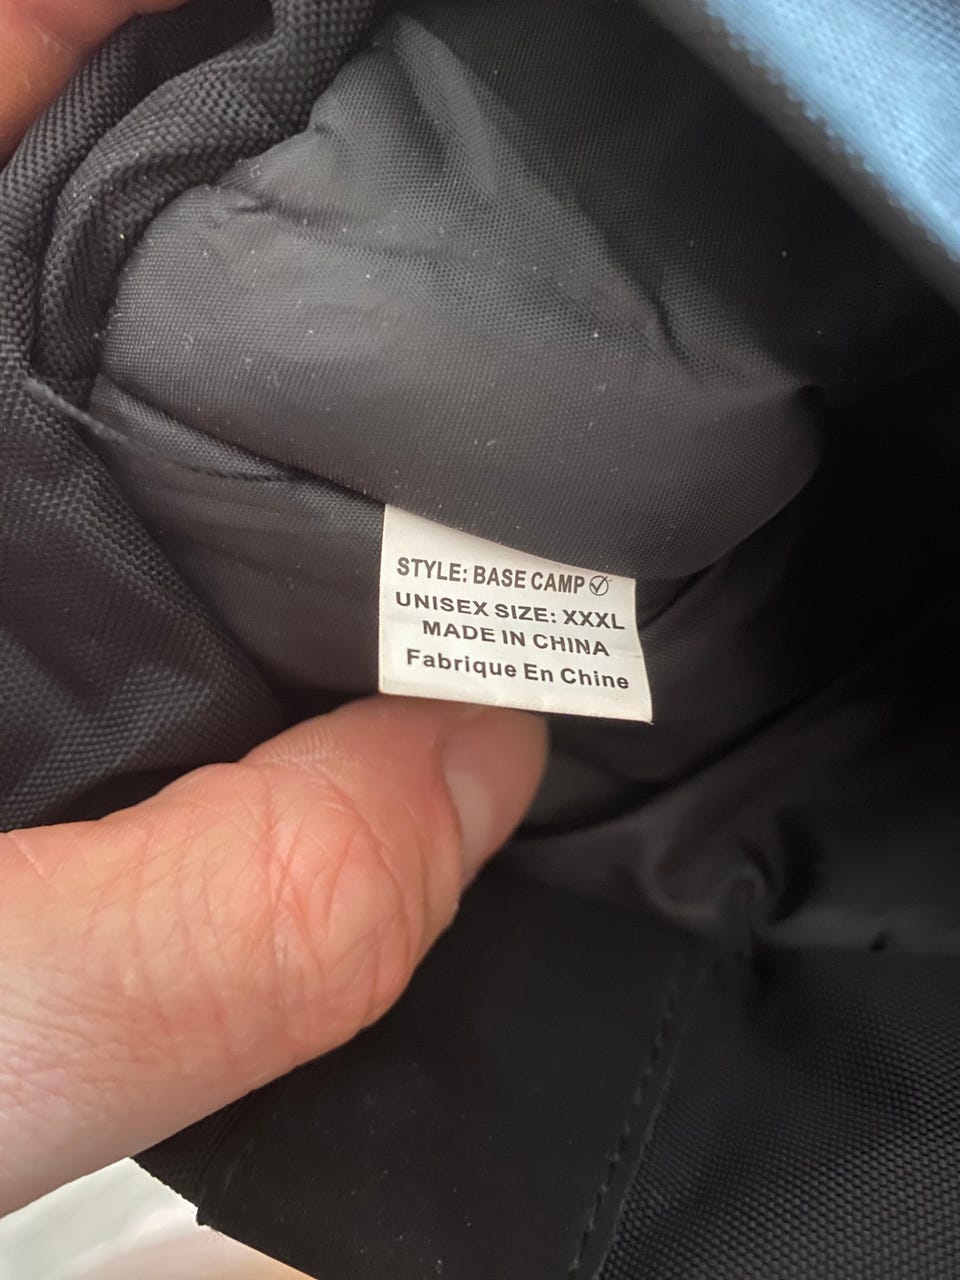 STYLE: BASE CAMP
UNISEX SIZE: XXXL
MADE IN CHINA
Fabrique En Chine